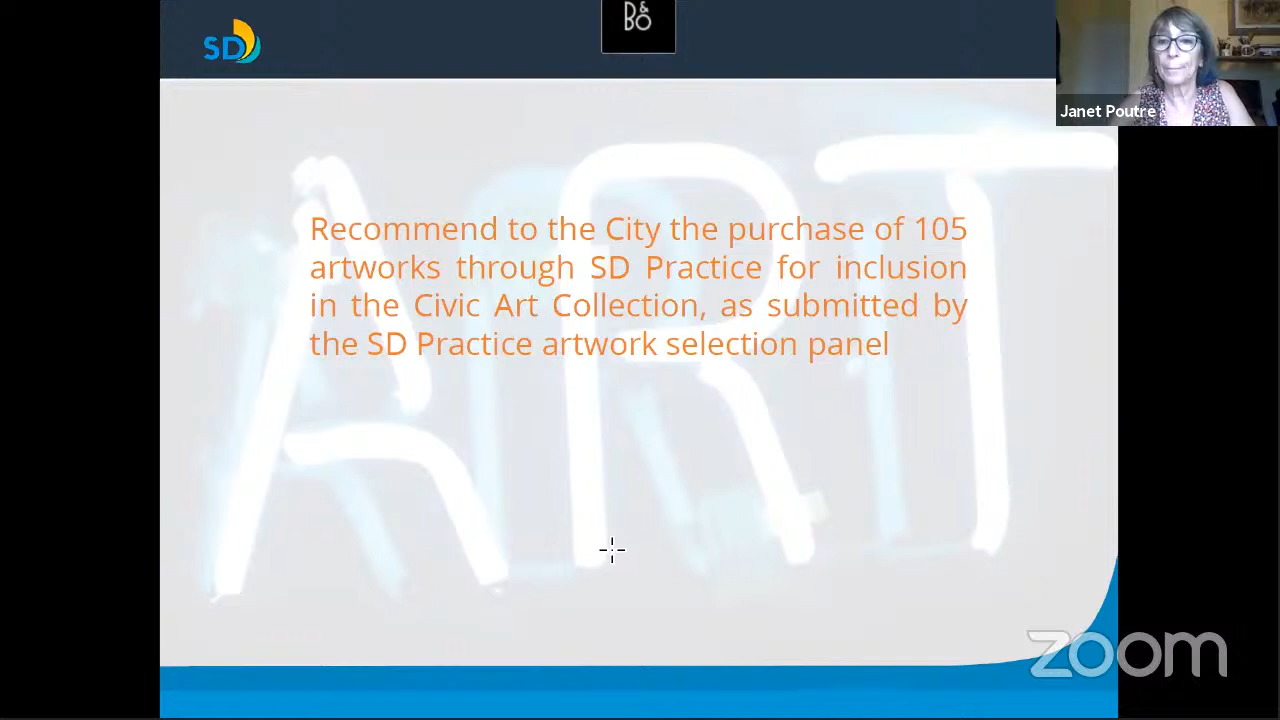 SD
B&O
Janet Poutre
ART
Recommend to the City the purchase of 105
artworks through SD Practice for inclusion
in the Civic Art Collection, as submitted by
the SD Practice artwork selection panel
zoom